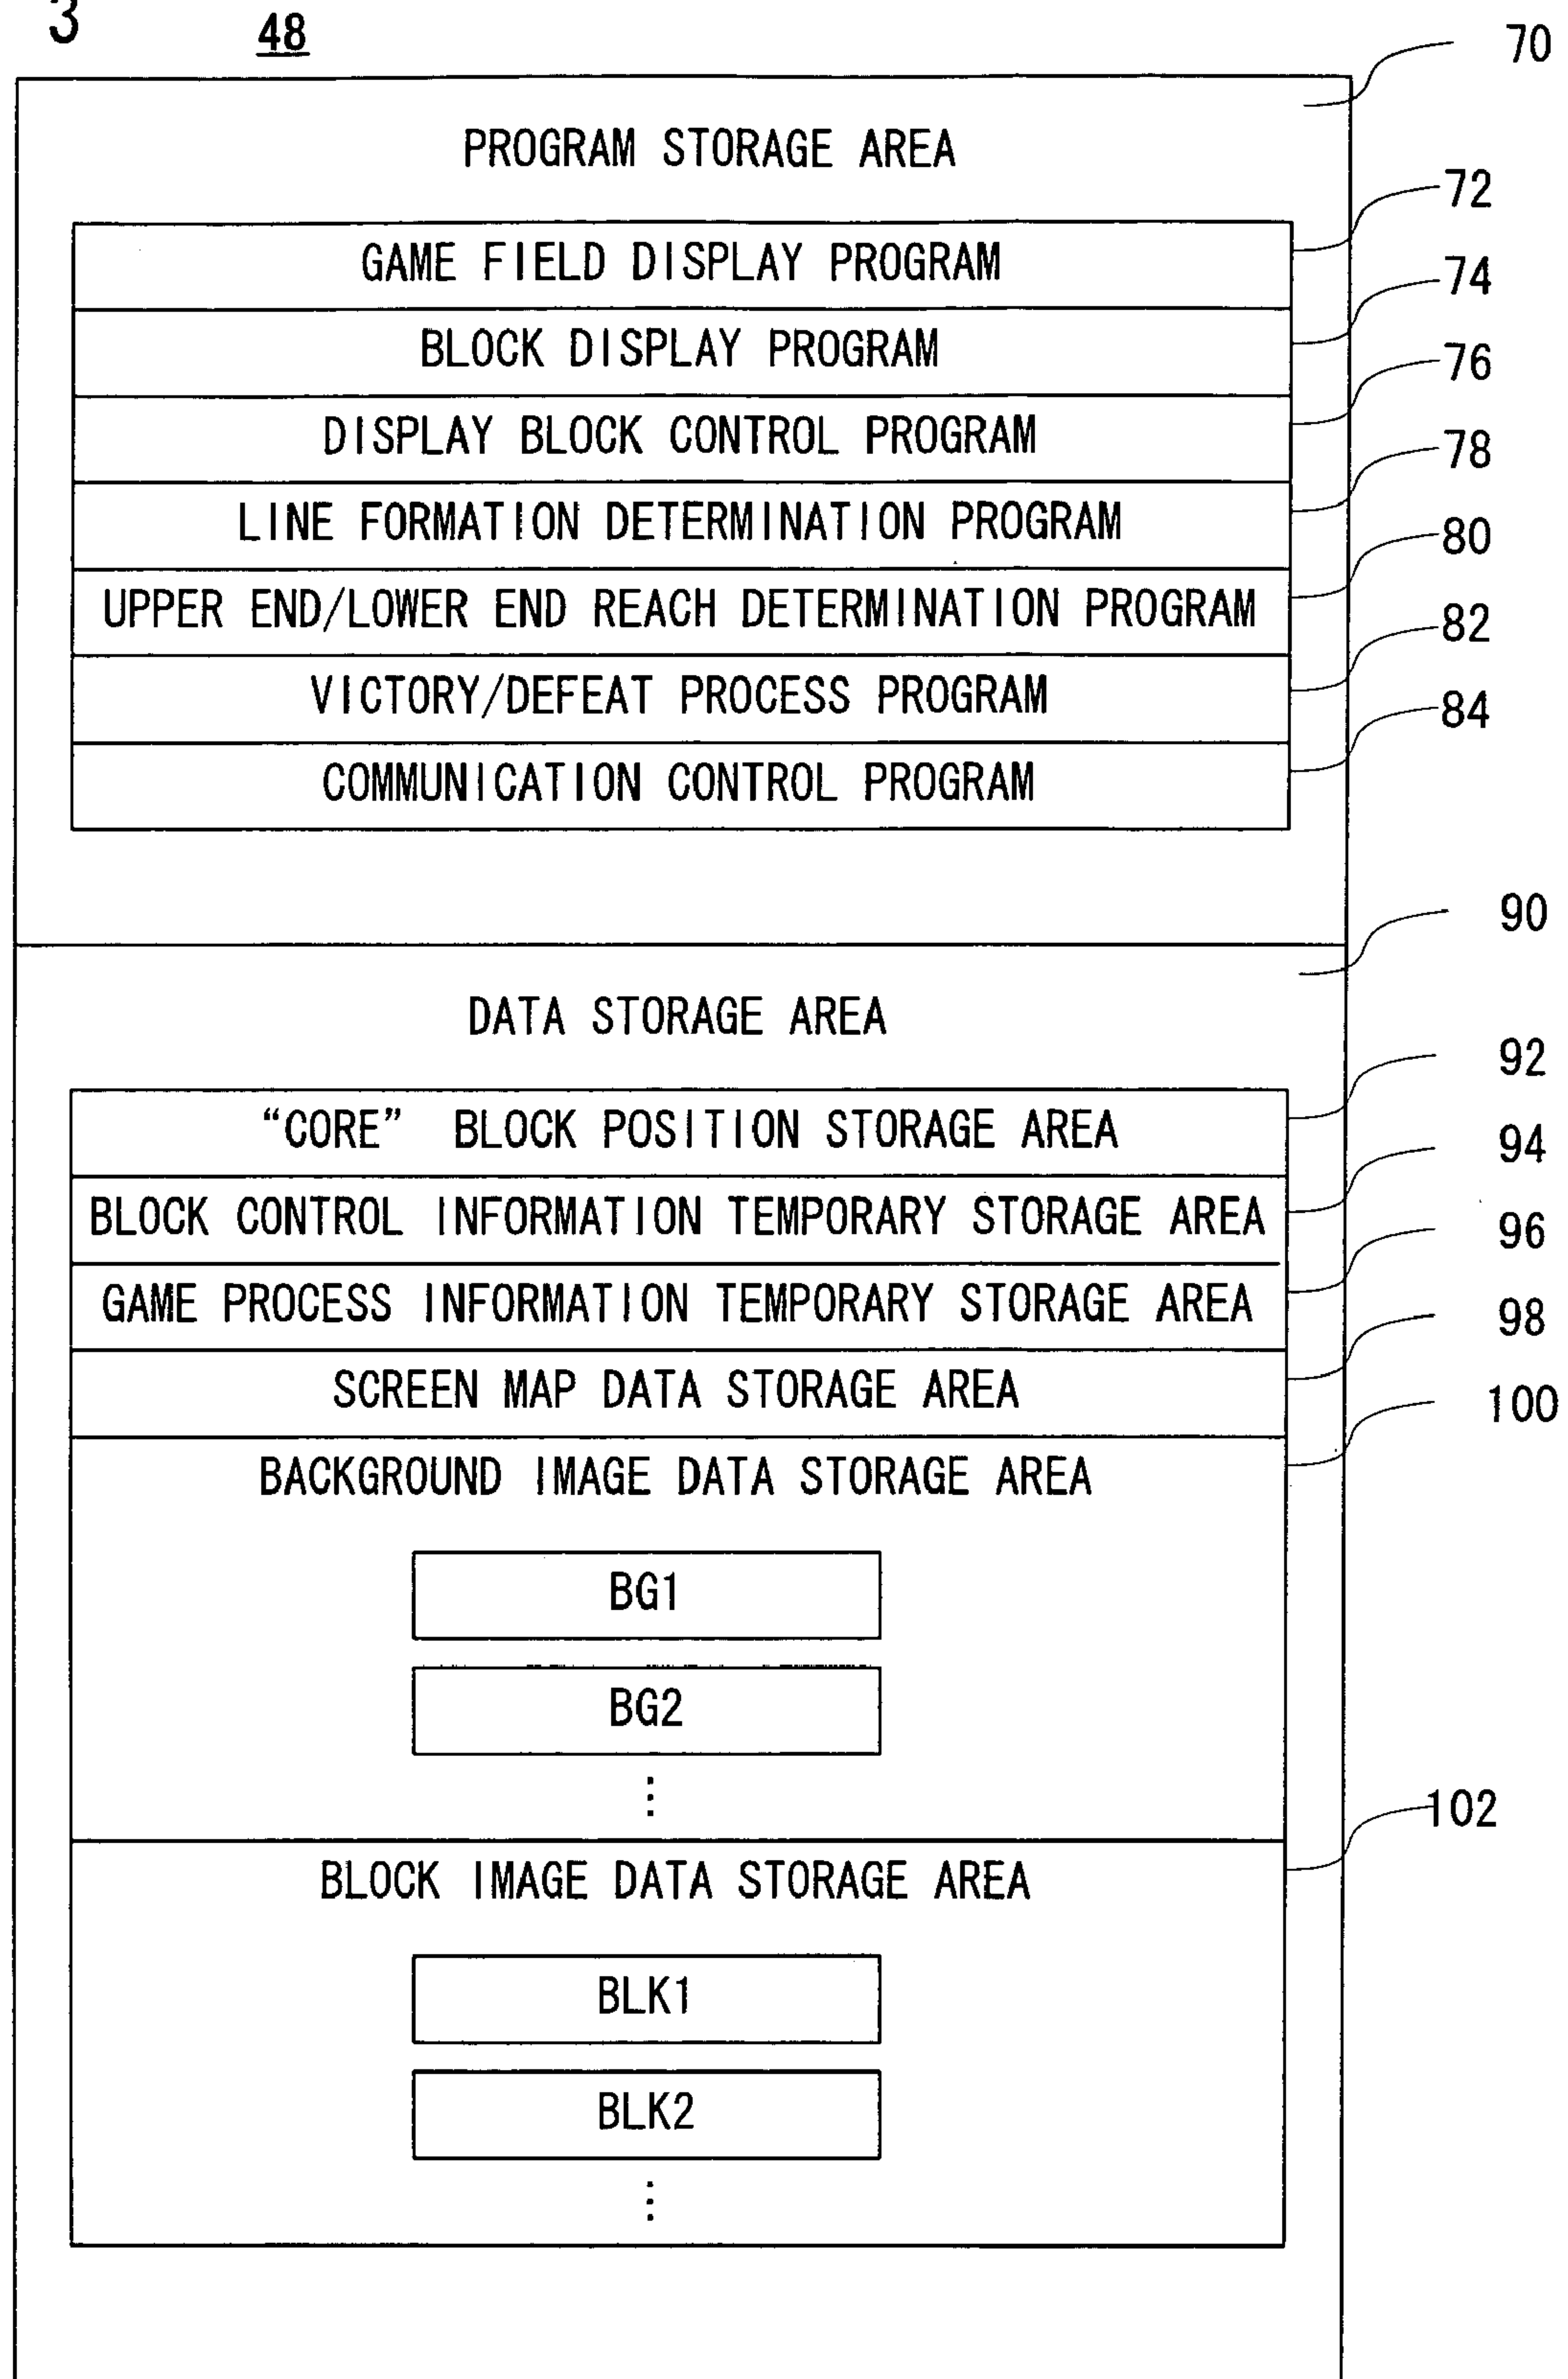 3 48
70
PROGRAM STORAGE AREA
72
GAME FIELD DISPLAY PROGRAM
74
BLOCK DISPLAY PROGRAM
76
DISPLAY BLOCK CONTROL PROGRAM
78
LINE FORMATION DETERMINATION PROGRAM
80
UPPER END/LOWER END REACH DETERMINATION PROGRAM
82
VICTORY/DEFEAT PROCESS PROGRAM
84
COMMUNICATION CONTROL PROGRAM
90
DATA STORAGE AREA
92
“CORE” BLOCK POSITION STORAGE AREA
94
BLOCK CONTROL INFORMATION TEMPORARY STORAGE AREA
96
GAME PROCESS INFORMATION TEMPORARY STORAGE AREA
98
SCREEN MAP DATA STORAGE AREA
100
BACKGROUND IMAGE DATA STORAGE AREA
BG1
BG2
⋮
102
BLOCK IMAGE DATA STORAGE AREA
BLK1
BLK2
⋮